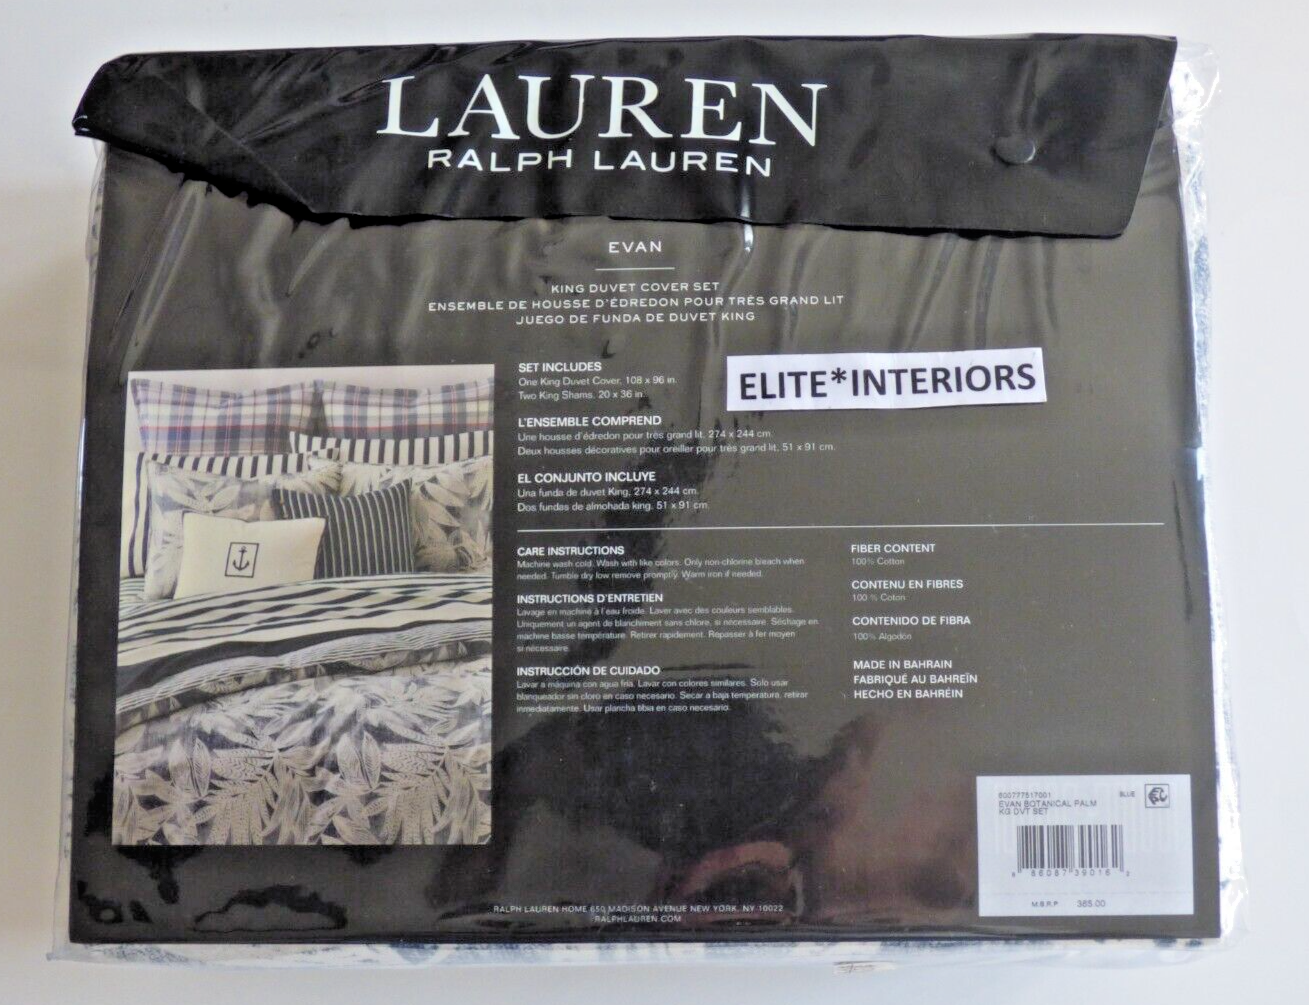 LAUREN
RALPH LAUREN
EVAN
KING DUVET COVER SET
ENSEMBLE DE HOUSSE D'ÉDREDON POUR TRÈS GRAND LIT
JUEGO DE FUNDA DE DUVET KING
ELITE*INTERIORS
SET INCLUDES
One King Duvet Cover, 108 x 96 in.
Two King Shams. 20 x 36 in
L'ENSEMBLE COMPREND
Une housse d'édredon pour très grand lit. 274 x 244 cm.
Deux housses décoratives pour oreiller pour très grand lit. 51 x 91 cm.
EL CONJUNTO INCLUYE
Una funda de duvet King, 274 x 244 cm.
Dos fundas de almohada king. 51 x 91 cm.
CARE INSTRUCTIONS
Machine wash cold. Wash with like colors. Only non-chlorine bleach when
needed. Tumble dry low remove promptly. Warm iron if needed.
INSTRUCTIONS D'ENTRETIEN
Lavage en machine à l'eau froide. Laver avec des couleurs semblables.
Uniquement un agent de blanchiment sans chlore, si nécessaire. Séchage en
machine basse température. Retirer rapidement. Repasser à fer moyen
si nécessaire.
INSTRUCCIÓN DE CUIDADO
Lavar a máquina con agua fria. Lavar con colores similares. Solo usar
blanqueador sin cloro en caso necesario. Secar a baja temperatura, retirar
inmediatamente. Usar plancha tibia en caso necesario.
FIBER CONTENT
100% Cotton
CONTENU EN FIBRES
100 % Coton
CONTENIDO DE FIBRA
100% Algodón
MADE IN BAHRAIN
FABRIQUÉ AU BAHREÏN
HECHO EN BAHRÉIN
600777517001
BLUE
EVAN BOTANICAL PALM
KG DVT SET
86087 39016
M.S.R.P 365.00
RALPH LAUREN HOME 650 MADISON AVENUE NEW YORK, NY 10022
RALPHLAUREN.COM